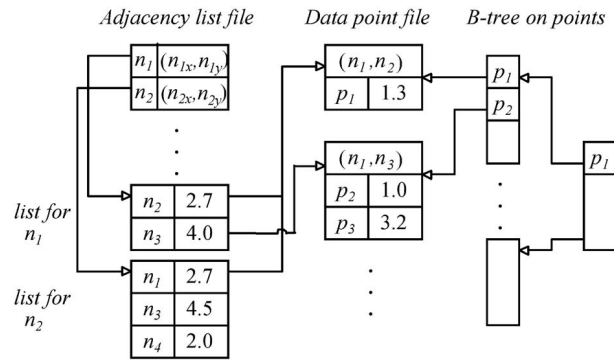 Adjacency list file
Data point file
B-tree on points
n1 (n1x,n1y)
n2 (n2x,n2y)
(n1,n2)
p1 1.3
p1
p2
(n1,n3)
p2 1.0
p3 3.2
p1
list for
n1
n2 2.7
n3 4.0
list for
n2
n1 2.7
n3 4.5
n4 2.0